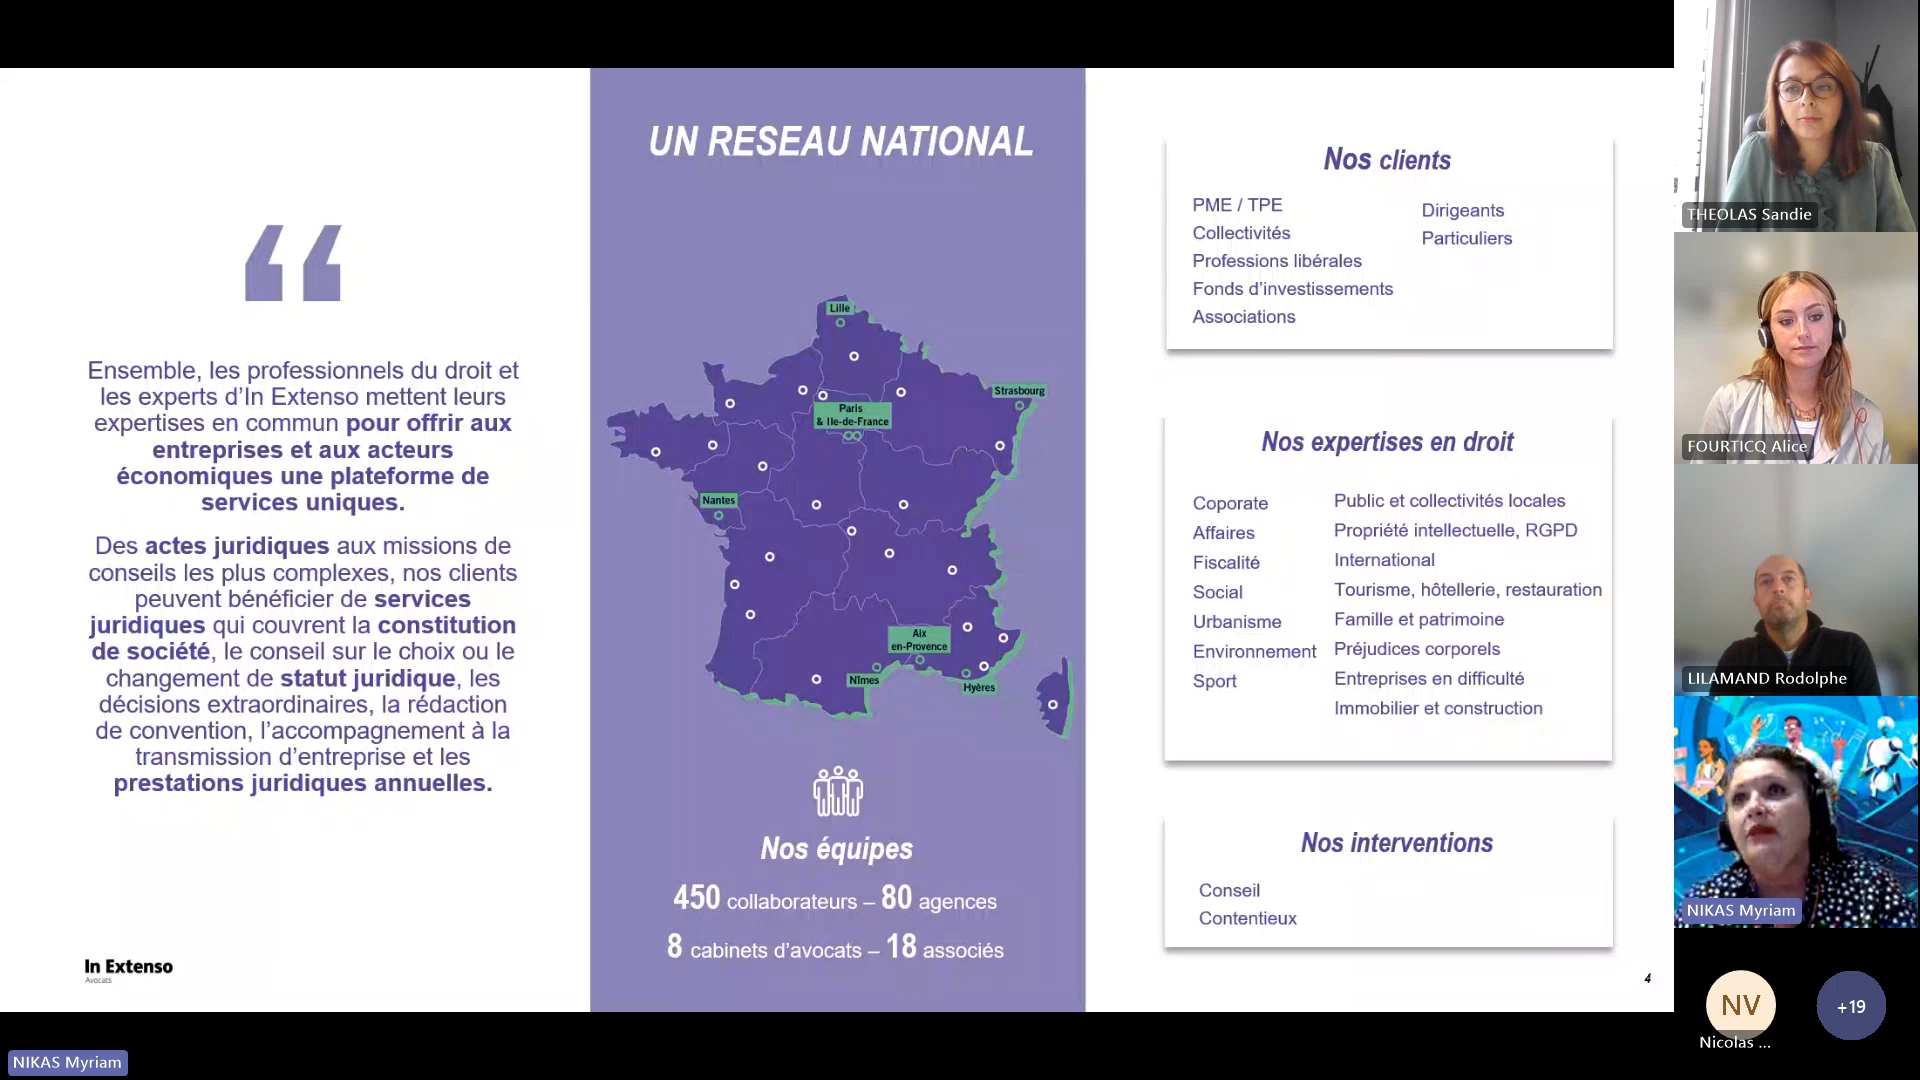 “
Ensemble, les professionnels du droit et
les experts d’In Extenso mettent leurs
expertises en commun pour offrir aux
entreprises et aux acteurs
économiques une plateforme de
services uniques.
Des actes juridiques aux missions de
conseils les plus complexes, nos clients
peuvent bénéficier de services
juridiques qui couvrent la constitution
de société, le conseil sur le choix ou le
changement de statut juridique, les
décisions extraordinaires, la rédaction
de convention, l’accompagnement à la
transmission d’entreprise et les
prestations juridiques annuelles.
In Extenso
Avocats
UN RESEAU NATIONAL
Lille
Strasbourg
Paris
& Ile-de-France
Nantes
Aix
en-Provence
Nîmes
Hyères
Nos équipes
450 collaborateurs – 80 agences
8 cabinets d’avocats – 18 associés
Nos clients
PME / TPE
Collectivités
Professions libérales
Fonds d’investissements
Associations
Dirigeants
Particuliers
Nos expertises en droit
Coporate
Affaires
Fiscalité
Social
Urbanisme
Environnement
Sport
Public et collectivités locales
Propriété intellectuelle, RGPD
International
Tourisme, hôtellerie, restauration
Famille et patrimoine
Préjudices corporels
Entreprises en difficulté
Immobilier et construction
Nos interventions
Conseil
Contentieux
4
THEOLAS Sandie
FOURTICQ Alice
LILAMAND Rodolphe
NIKAS Myriam
NV
Nicolas ...
+19
NIKAS Myriam